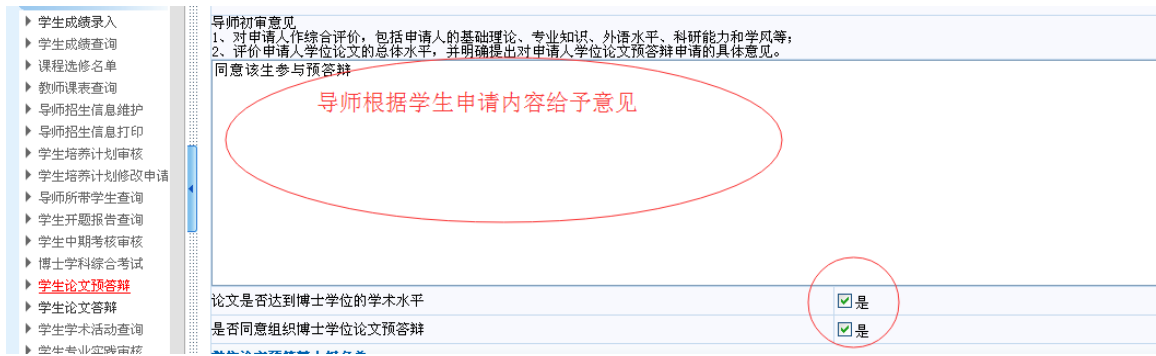 学生成绩录入
学生成绩查询
课程选修名单
教师课表查询
导师招生信息维护
导师招生信息打印
学生培养计划审核
学生培养计划修改申请
导师所带学生查询
学生开题报告查询
学生中期考核审核
博士学科综合考试
学生论文预答辩
学生论文答辩
学生学术活动查询
学生专业实践审核
导师初审意见
1、对申请人作综合评价，包括申请人的基础理论、专业知识、外语水平、科研能力和学风等；
2、评价申请人学位论文的总体水平，并明确提出对申请人学位论文预答辩申请的具体意见。
同意该生参与预答辩
导师根据学生申请内容给予意见
论文是否达到博士学位的学术水平
是
是否同意组织博士学位论文预答辩
是